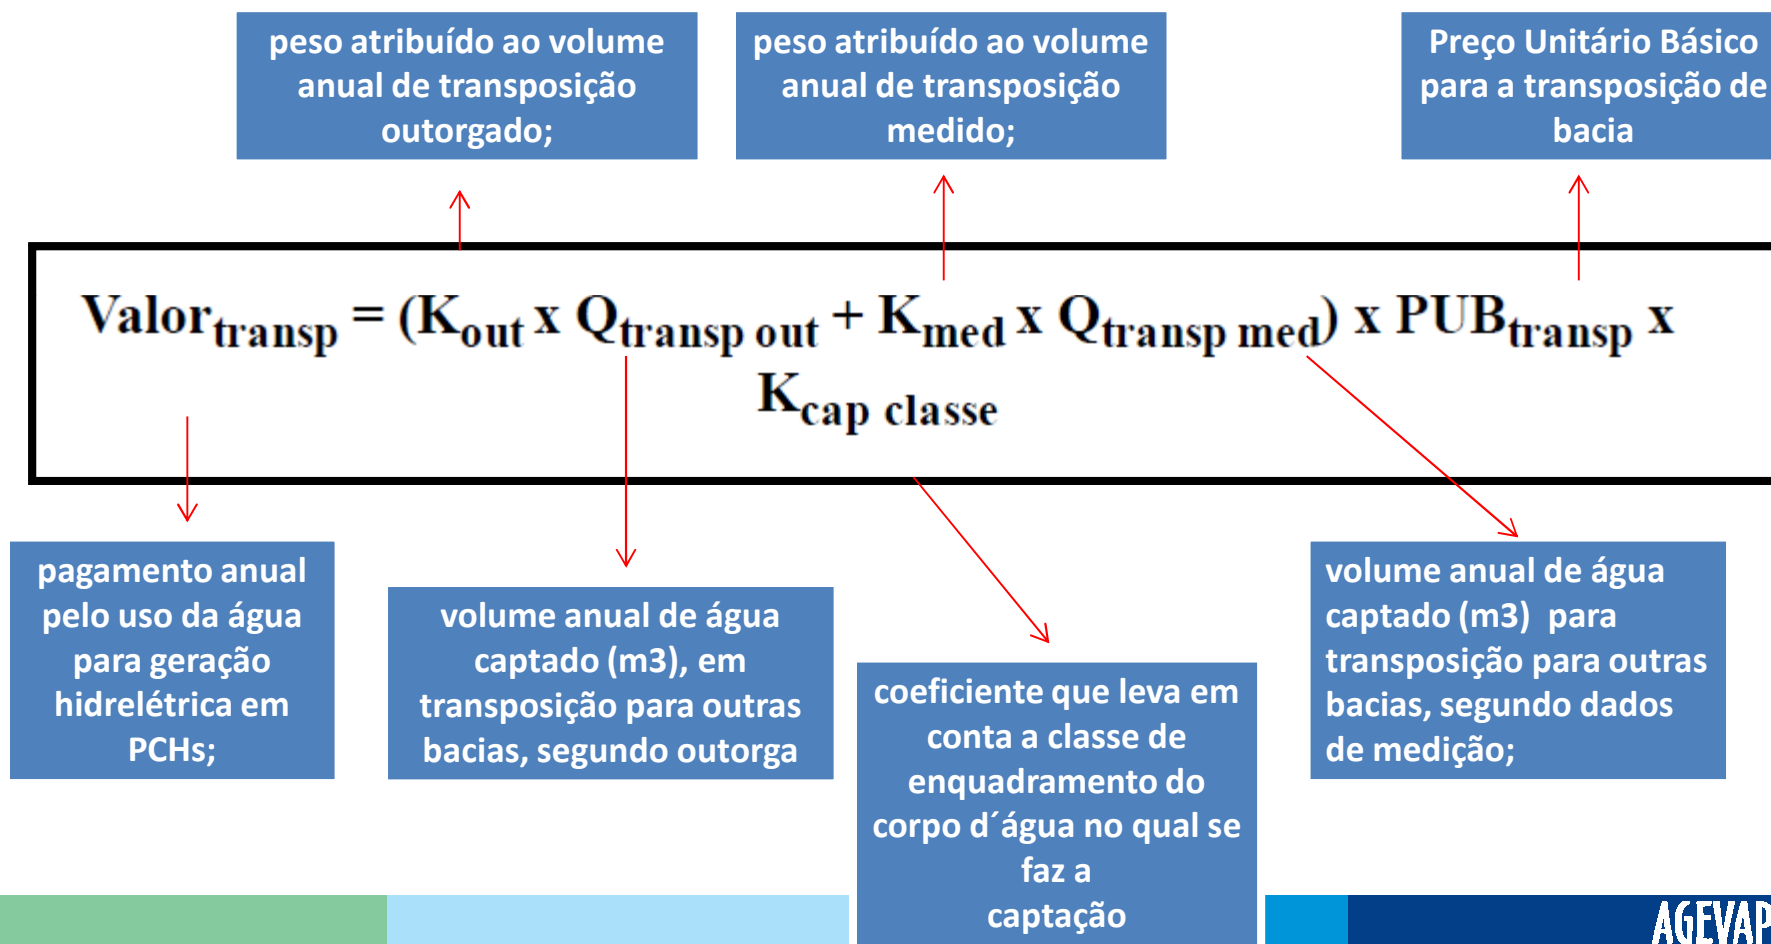 peso atribuído ao volume
anual de transposição
outorgado;
peso atribuído ao volume
anual de transposição
medido;
Preço Unitário Básico
para a transposição de
bacia
Valortransp = (Kout x Qtransp out + Kmed x Qtransp med) x PUBtransp x
Kcap classe
pagamento anual
pelo uso da água
para geração
hidrelétrica em
PCHs;
volume anual de água
captado (m3), em
transposição para outras
bacias, segundo outorga
coeficiente que leva em
conta a classe de
enquadramento do
corpo d´água no qual se
faz a
captação
volume anual de água
captado (m3) para
transposição para outras
bacias, segundo dados
de medição;
AGEVAP